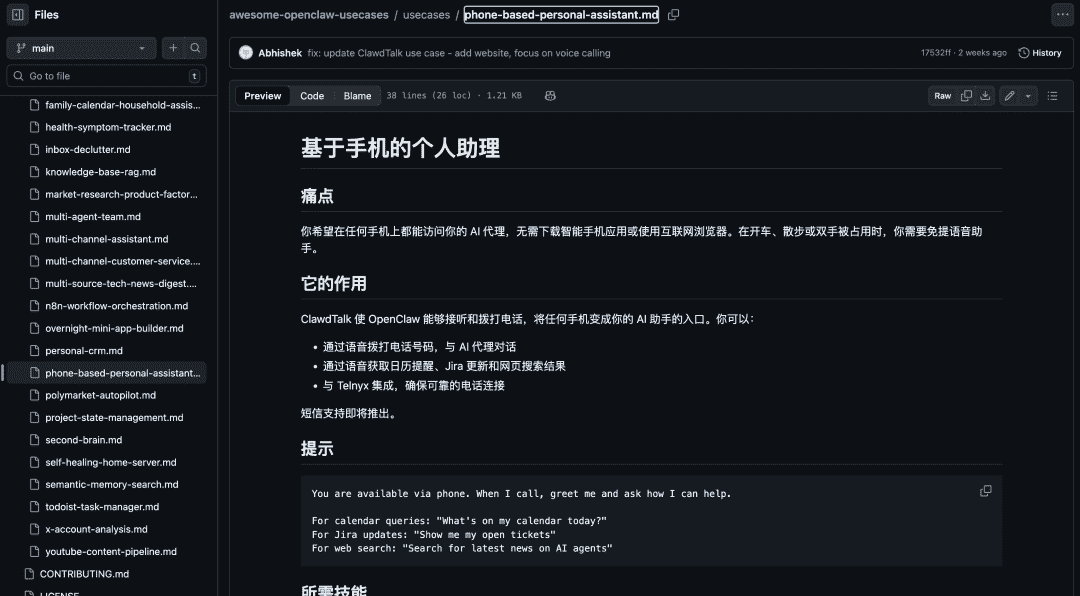 Files
awesome-openclaw-usecases / usecases / phone-based-personal-assistant.md
main
Go to file
t
Abhishek fix: update ClawdTalk use case - add website, focus on voice calling
17532ff · 2 weeks ago
History
Preview
Code
Blame
38 lines (26 loc) · 1.21 KB
Raw
family-calendar-household-assis...
health-symptom-tracker.md
inbox-declutter.md
knowledge-base-rag.md
market-research-product-factor...
multi-agent-team.md
multi-channel-assistant.md
multi-channel-customer-service....
multi-source-tech-news-digest....
n8n-workflow-orchestration.md
overnight-mini-app-builder.md
personal-crm.md
phone-based-personal-assistant...
polymarket-autopilot.md
project-state-management.md
second-brain.md
self-healing-home-server.md
semantic-memory-search.md
todoist-task-manager.md
x-account-analysis.md
youtube-content-pipeline.md
CONTRIBUTING.md
LICENSE
基于手机的个人助理
痛点
你希望在任何手机上都能访问你的 AI 代理，无需下载智能手机应用或使用互联网浏览器。在开车、散步或双手被占用时，你需要免提语音助
手。
它的作用
ClawdTalk 使 OpenClaw 能够接听和拨打电话，将任何手机变成你的 AI 助手的入口。你可以：
• 通过语音拨打电话号码，与 AI 代理对话
• 通过语音获取日历提醒、Jira 更新和网页搜索结果
• 与 Telnyx 集成，确保可靠的电话连接
短信支持即将推出。
提示
You are available via phone. When I call, greet me and ask how I can help.
For calendar queries: "What's on my calendar today?"
For Jira updates: "Show me my open tickets"
For web search: "Search for latest news on AI agents"
所需技能